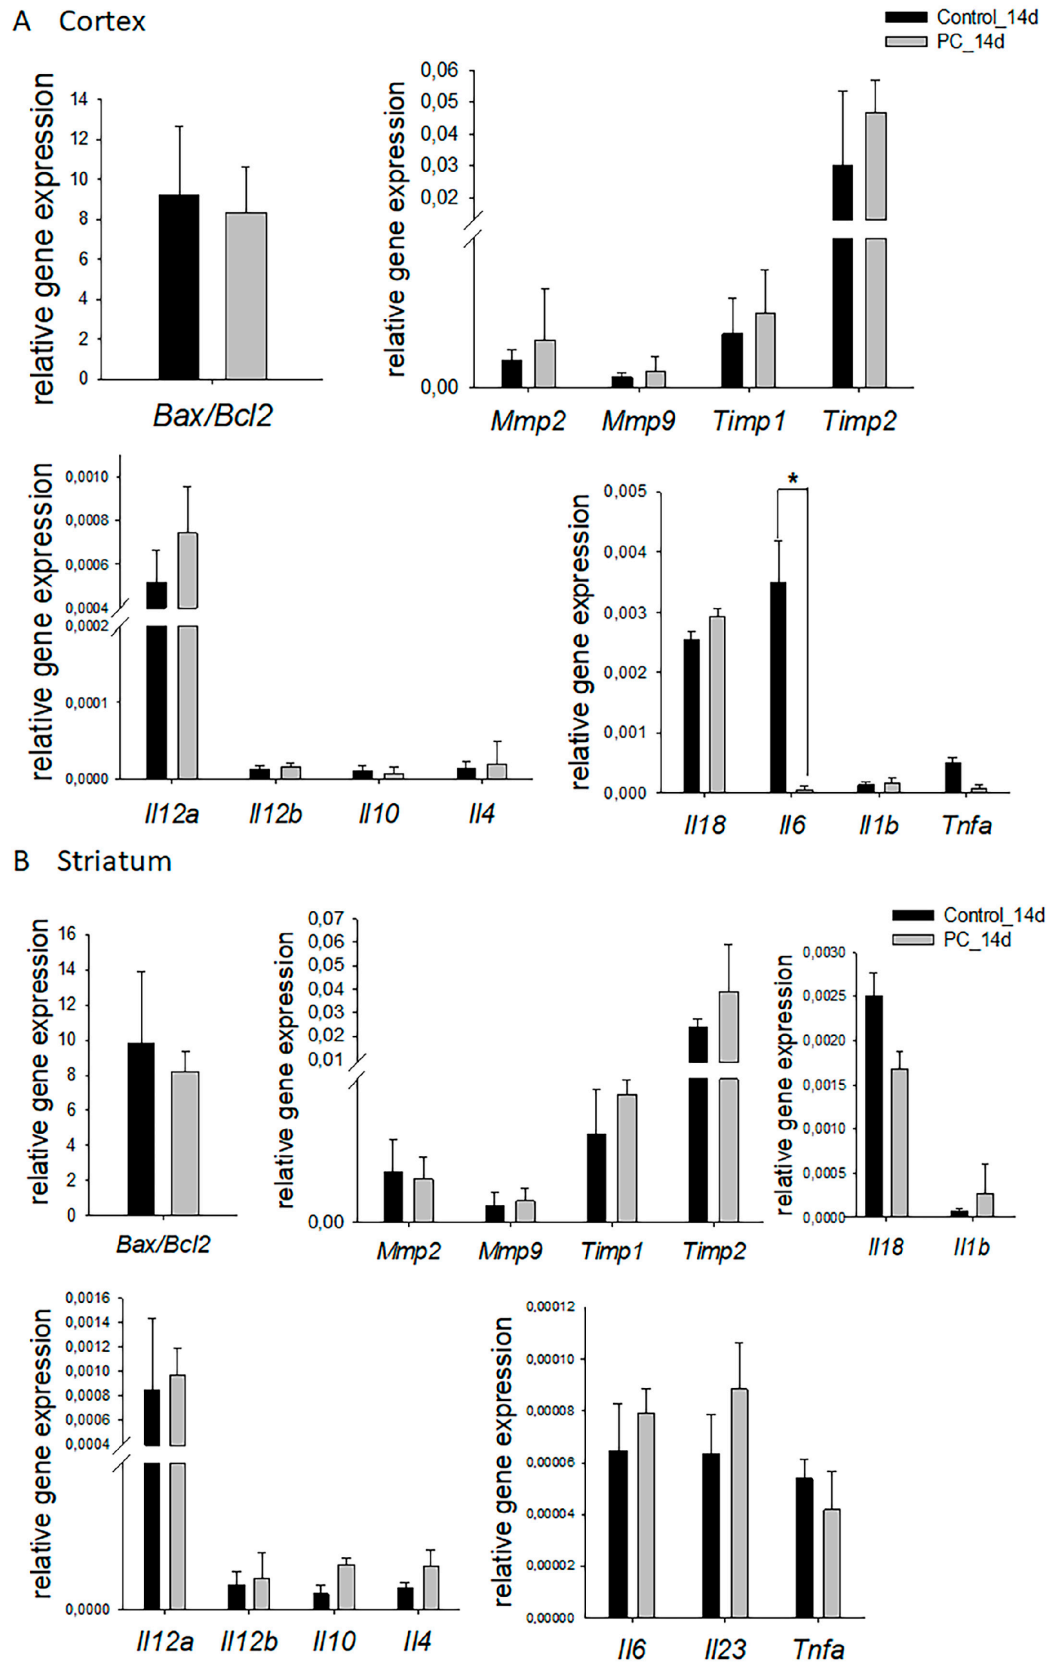 A Cortex
Control_14d
PC_14d
relative gene expression
14
12
10
8
6
4
2
0
Bax/Bcl2
relative gene expression
0,06
0,05
0,04
0,03
0,02
0,00
Mmp2 Mmp9 Timp1 Timp2
relative gene expression
0,0010
0,0008
0,0006
0,0004
0,0002
0,0001
0,0000
Il12a Il12b Il10 Il4
relative gene expression
0,005
0,004
0,003
0,002
0,001
0,000
*
Il18 Il6 Il1b Tnfa
B Striatum
Control_14d
PC_14d
relative gene expression
16
14
12
10
8
6
4
2
0
Bax/Bcl2
relative gene expression
0,07
0,06
0,05
0,04
0,03
0,02
0,01
0,00
Mmp2 Mmp9 Timp1 Timp2
relative gene expression
0,0030
0,0025
0,0020
0,0015
0,0010
0,0005
0,0000
Il18 Il1b
relative gene expression
0,0016
0,0014
0,0012
0,0010
0,0008
0,0006
0,0004
0,0000
Il12a Il12b Il10 Il4
relative gene expression
0,00012
0,00010
0,00008
0,00006
0,00004
0,00002
0,00000
Il6 Il23 Tnfa